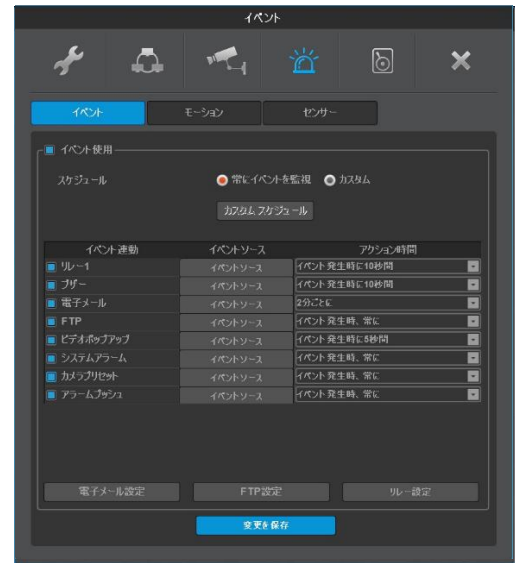 イベント
イベント モーション センサー
イベント使用
スケジュール 常にイベントを監視 カスタム
カスタム スケジュール
イベント連動 イベントソース アクション時間
リレー1 イベントソース イベント発生時に10秒間
ブザー イベントソース イベント発生時に10秒間
電子メール イベントソース 2分ごとに
FTP イベントソース イベント発生時、常に
ビデオポップアップ イベントソース イベント発生時に5秒間
システムアラーム イベントソース イベント発生時、常に
カメラプリセット イベントソース イベント発生時、常に
アラームプッシュ イベントソース イベント発生時、常に
電子メール設定 FTP設定 リレー設定
変更を保存